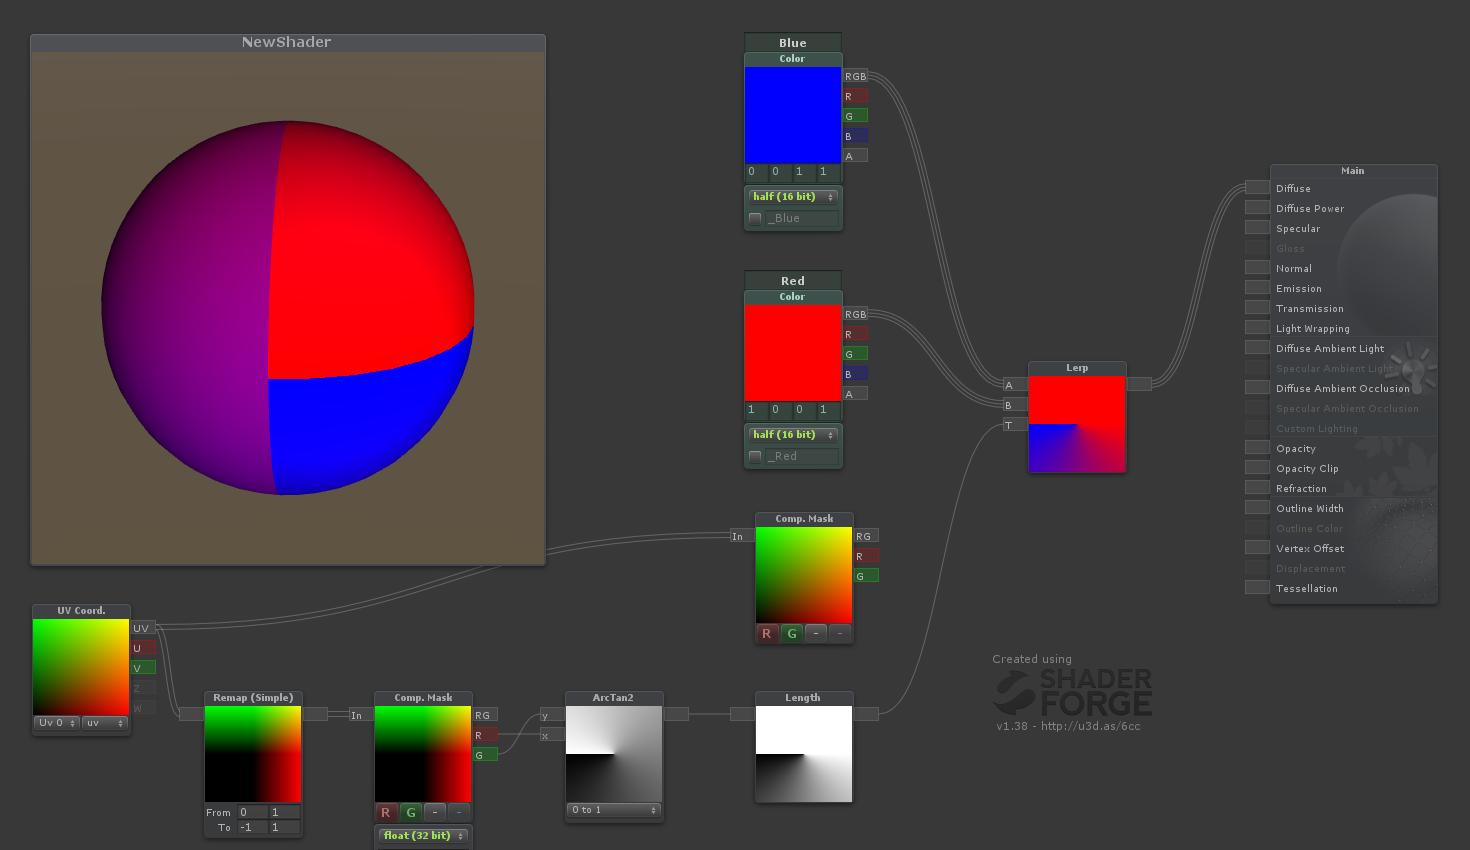 NewShader
Blue
Color
RGB
R
G
B
A
0 0 1 1
half (16 bit)
_Blue
Red
Color
RGB
R
G
B
A
1 0 0 1
half (16 bit)
_Red
Lerp
A
B
T
Main
Diffuse
Diffuse Power
Specular
Gloss
Normal
Emission
Transmission
Light Wrapping
Diffuse Ambient Light
Specular Ambient Light
Diffuse Ambient Occlusion
Specular Ambient Occlusion
Custom Lighting
Opacity
Opacity Clip
Refraction
Outline Width
Outline Color
Vertex Offset
Displacement
Tessellation
Comp. Mask
In
RG
R
G
R G - -
UV Coord.
UV
U
V
Z
W
Uv 0 uv
Remap (Simple)
From 0 1
To -1 1
Comp. Mask
In
RG
R
G
R G - -
float (32 bit)
ArcTan2
y
x
0 to 1
Length
Created using
SHADER
FORGE
v1.38 - http://u3d.as/6cc